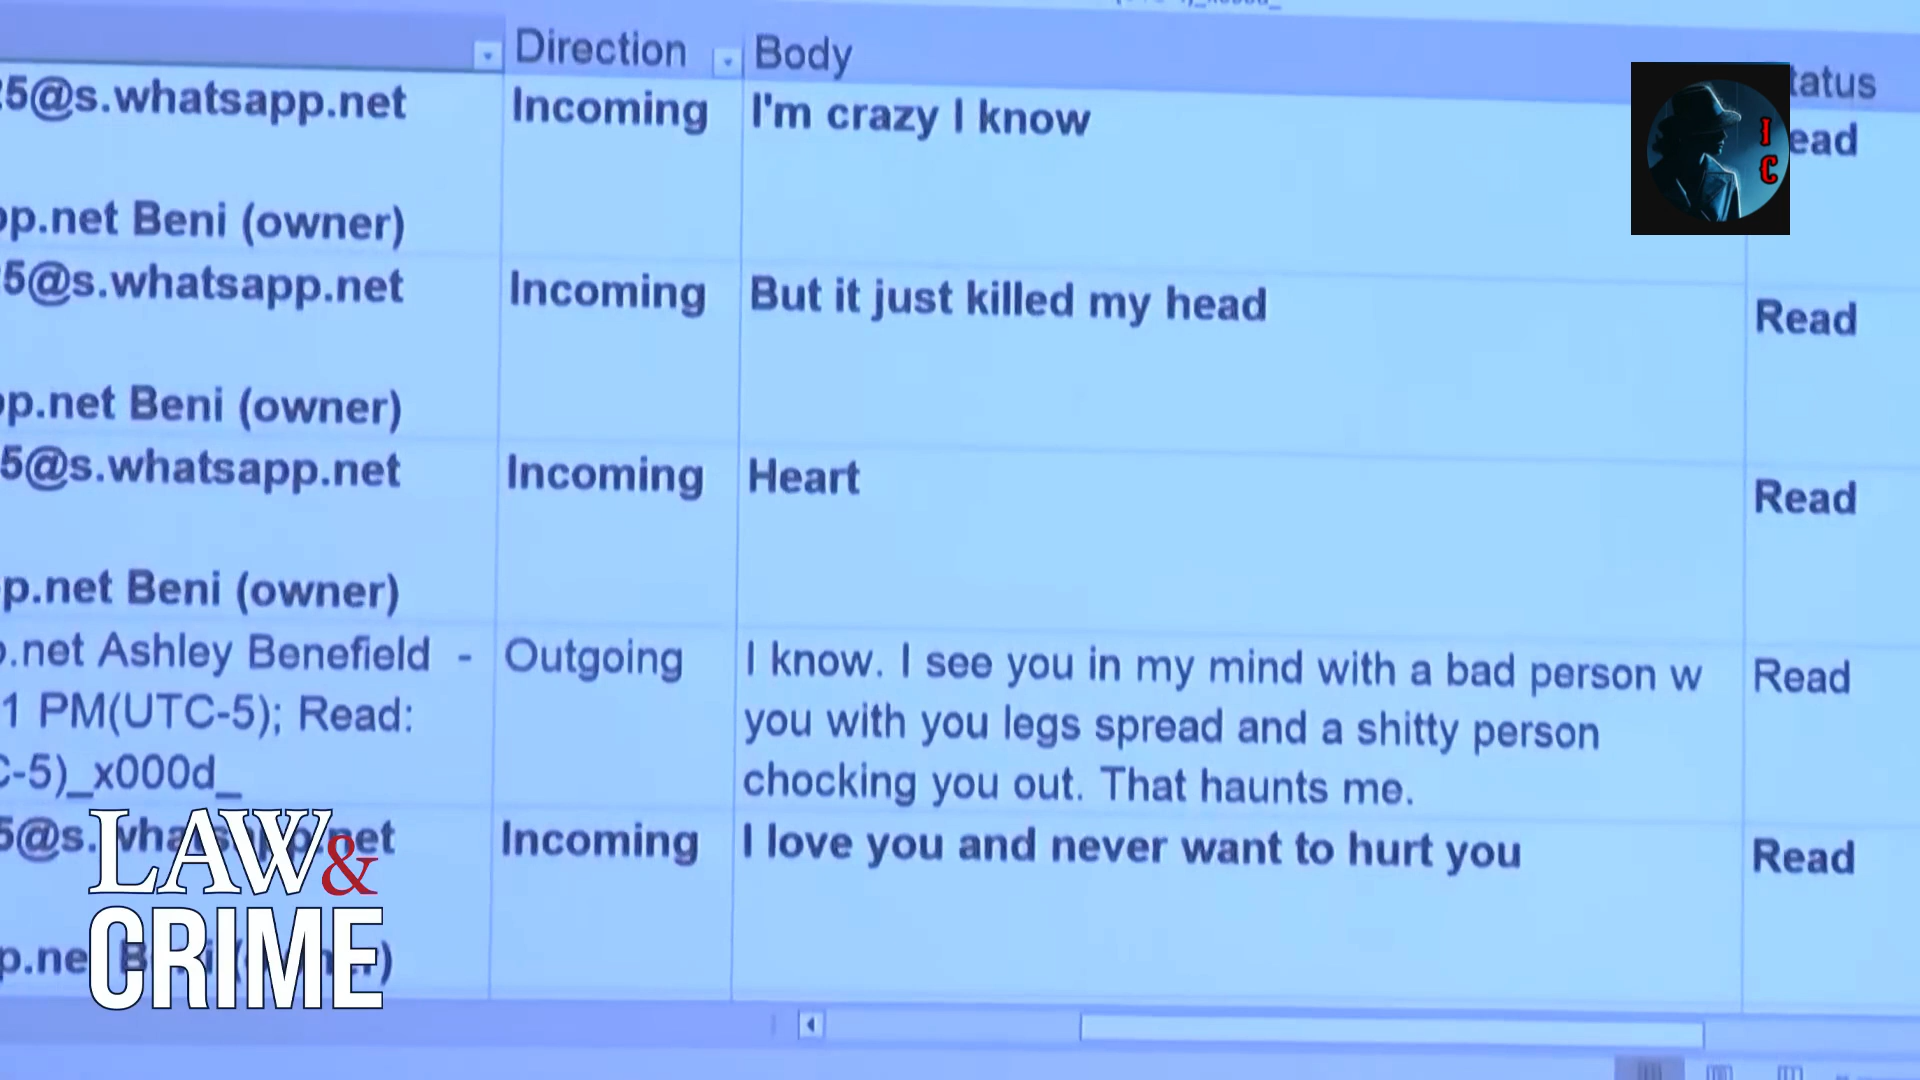 Direction Body tatus
5@s.whatsapp.net Incoming I'm crazy I know ead
I
C
pp.net Beni (owner)
5@s.whatsapp.net Incoming But it just killed my head Read
pp.net Beni (owner)
5@s.whatsapp.net Incoming Heart Read
p.net Beni (owner)
.net Ashley Benefield - Outgoing I know. I see you in my mind with a bad person w Read
1 PM(UTC-5); Read: you with you legs spread and a shitty person
C-5)_x000d_ chocking you out. That haunts me.
5@s.whatsapp.net Incoming I love you and never want to hurt you Read
LAW&
CRIME